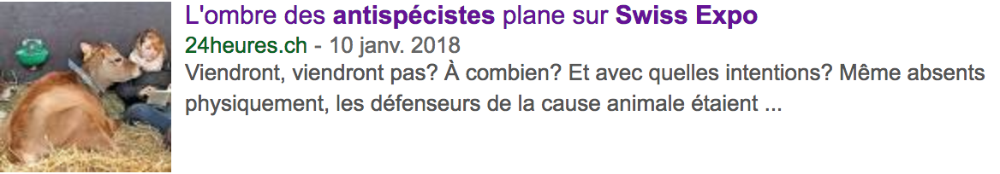 L'ombre des antispécistes plane sur Swiss Expo
24heures.ch - 10 janv. 2018
Viendront, viendront pas? À combien? Et avec quelles intentions? Même absents
physiquement, les défenseurs de la cause animale étaient ...